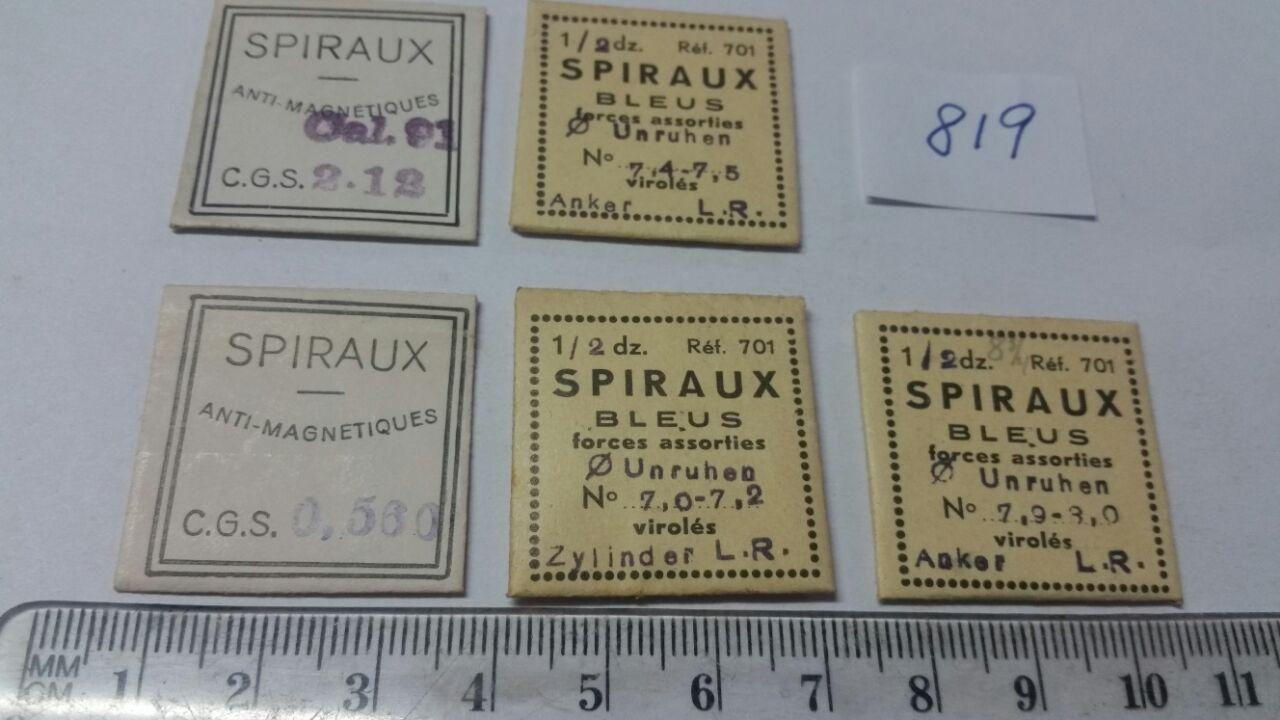 SPIRAUX
ANTI-MAGNÉTIQUES
Cal. 91
C.G.S. 2.12
1/2 dz. Réf. 701
SPIRAUX
BLEUS
forces assorties
Ø Unruhen
No 7,4-7,5
virolés
Anker L.R.
819
SPIRAUX
ANTI-MAGNÉTIQUES
C.G.S. 0,560
1/2 dz. Réf. 701
SPIRAUX
BLEUS
forces assorties
Ø Unruhen
No 7,0-7,2
virolés
Zylinder L.R.
1/2 dz. Réf. 701
SPIRAUX
BLEUS
forces assorties
Ø Unruhen
No 7,9-8,0
virolés
Anker L.R.
MM
CM 1 2 3 4 5 6 7 8 9 10 11